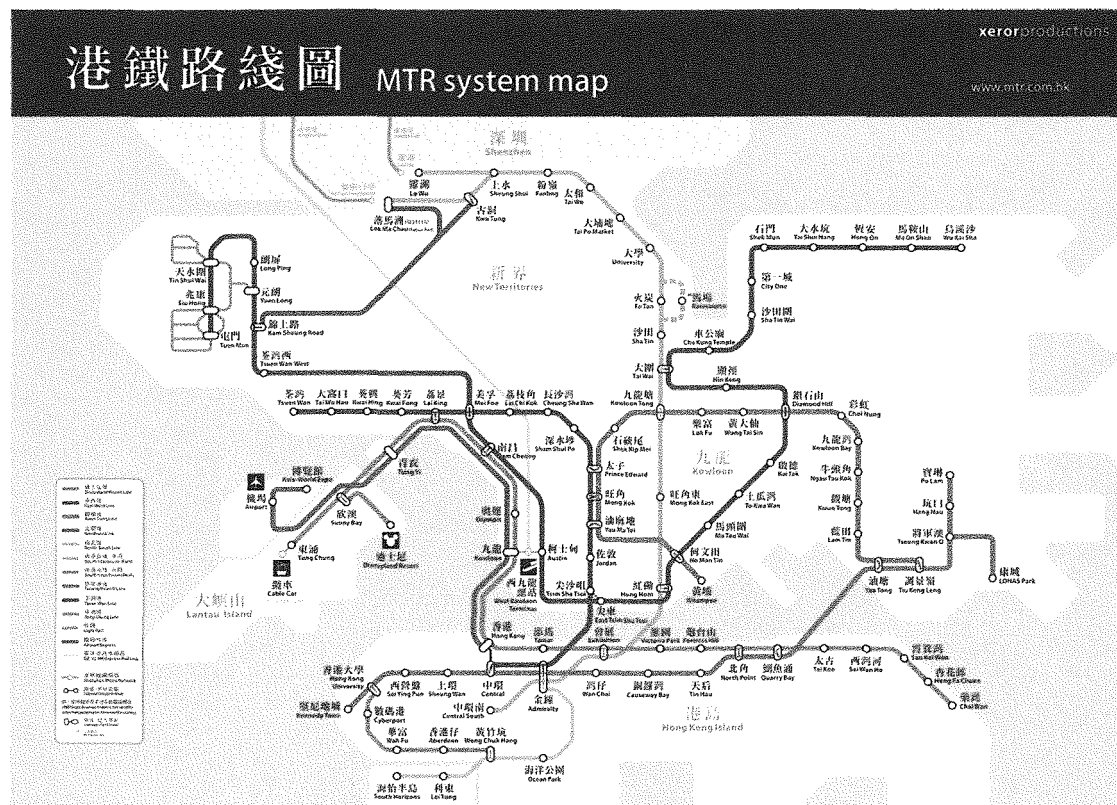 港鐵路綫圖 MTR system map
xerorproductions
www.mtr.com.hk
深圳
Shenzhen
羅湖
Lo Wu
上水
Sheung Shui
粉嶺
Fanling
太和
Tai Wo
大埔墟
Tai Po Market
大學
University
落馬洲
古洞
Kwu Tung
新界
New Territories
石門
Shek Mun
大水坑
Tai Shui Hang
恆安
Heng On
馬鞍山
Ma On Shan
烏溪沙
Wu Kai Sha
第一城
City One
沙田圍
Sha Tin Wai
車公廟
Che Kung Temple
火炭
Fo Tan
馬場
Racecourse
沙田
Sha Tin
大圍
Tai Wai
顯徑
Hin Keng
天水圍
Tin Shui Wai
朗屏
Long Ping
兆康
Siu Hong
元朗
Yuen Long
屯門
Tuen Mun
錦上路
Kam Sheung Road
荃灣西
Tsuen Wan West
荃灣
Tsuen Wan
大窩口
Tai Wo Hau
葵興
Kwai Hing
葵芳
Kwai Fong
荔景
Lai King
美孚
Mei Foo
荔枝角
Lai Chi Kok
長沙灣
Cheung Sha Wan
九龍塘
Kowloon Tong
樂富
Lok Fu
黃大仙
Wong Tai Sin
鑽石山
Diamond Hill
彩虹
Choi Hung
深水埗
Sham Shui Po
石硤尾
Shek Kip Mei
九龍
Kowloon
九龍灣
Kowloon Bay
南昌
Nam Cheong
太子
Prince Edward
啟德
Kai Tak
牛頭角
Ngau Tau Kok
寶琳
Po Lam
青衣
Tsing Yi
旺角
Mong Kok
旺角東
Mong Kok East
土瓜灣
To Kwa Wan
觀塘
Kwun Tong
坑口
Hang Hau
博覽館
AsiaWorld-Expo
機場
Airport
欣澳
Sunny Bay
奧運
Olympic
油麻地
Yau Ma Tei
馬頭圍
Ma Tau Wai
藍田
Lam Tin
將軍澳
Tseung Kwan O
東涌
Tung Chung
迪士尼
Disneyland Resort
九龍
Kowloon
柯士甸
Austin
佐敦
Jordan
何文田
Ho Man Tin
油塘
Yau Tong
調景嶺
Tiu Keng Leng
康城
LOHAS Park
纜車
Cable Car
西九龍
總站
West Kowloon
Terminus
尖沙咀
Tsim Sha Tsui
紅磡
Hung Hom
黃埔
Whampoa
大嶼山
Lantau Island
尖東
East Tsim Sha Tsui
香港
Hong Kong
添馬
Tamar
會展
Exhibition
維園
Victoria Park
炮台山
Fortress Hill
香港大學
Hong Kong
University
西營盤
Sai Ying Pun
上環
Sheung Wan
中環
Central
金鐘
Admiralty
灣仔
Wan Chai
銅鑼灣
Causeway Bay
天后
Tin Hau
北角
North Point
鰂魚涌
Quarry Bay
太古
Tai Koo
西灣河
Sai Wan Ho
筲箕灣
Shau Kei Wan
杏花邨
Heng Fa Chuen
柴灣
Chai Wan
堅尼地城
Kennedy Town
數碼港
Cyberport
中環南
Central South
港島
Hong Kong Island
華富
Wah Fu
香港仔
Aberdeen
黃竹坑
Wong Chuk Hang
海洋公園
Ocean Park
海怡半島
South Horizons
利東
Lei Tung